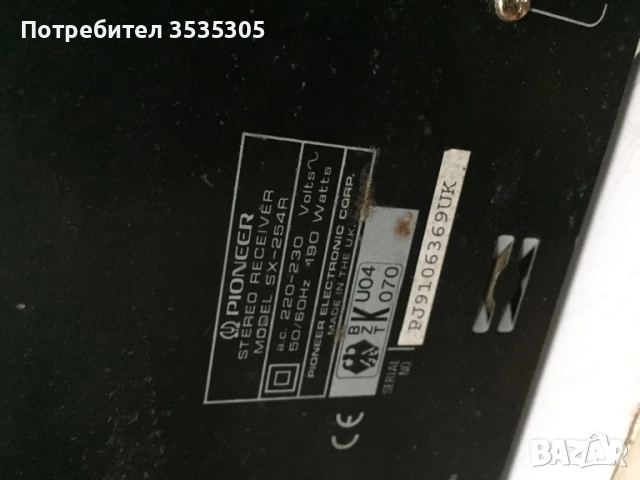 Потребител 3535305
PIONEER
STEREO RECEIVER
MODEL SX-254R
a.c. 220-230 Volts~
50/60Hz 190 Watts
PIONEER ELECTRONIC CORP.
MADE IN THE U.K.
BZT K U04 070
SERIAL NO.
PJ9106369UK
CE
BAZAR